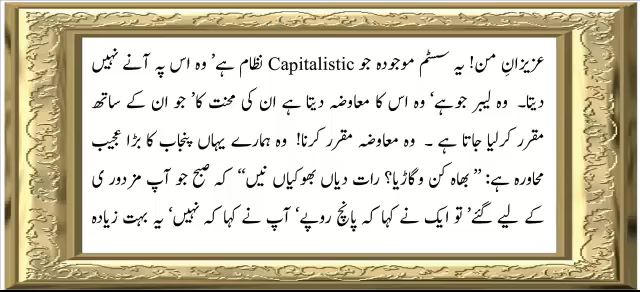 عزیزانِ من! یہ سسٹم موجودہ جو Capitalistic نظام ہے’ وہ اس پہ آنے نہیں
دیتا۔ وہ لیبر جو ہے‘ وہ اس کا معاوضہ دیتا ہے ان کی محنت کا’ جو ان کے ساتھ
مقرر کرلیا جاتا ہے ۔ وہ معاوضہ مقرر کرنا! وہ ہمارے یہاں پنجاب کا بڑا عجیب
محاورہ ہے: ”بھاہ کن وگاڑیا؟ رات دیاں بھوکیاں نیں“ کہ صبح جو آپ مزدوری
کے لیے گئے’ تو ایک نے کہا کہ پانچ روپے‘ آپ نے کہا کہ نہیں‘ یہ بہت زیادہ